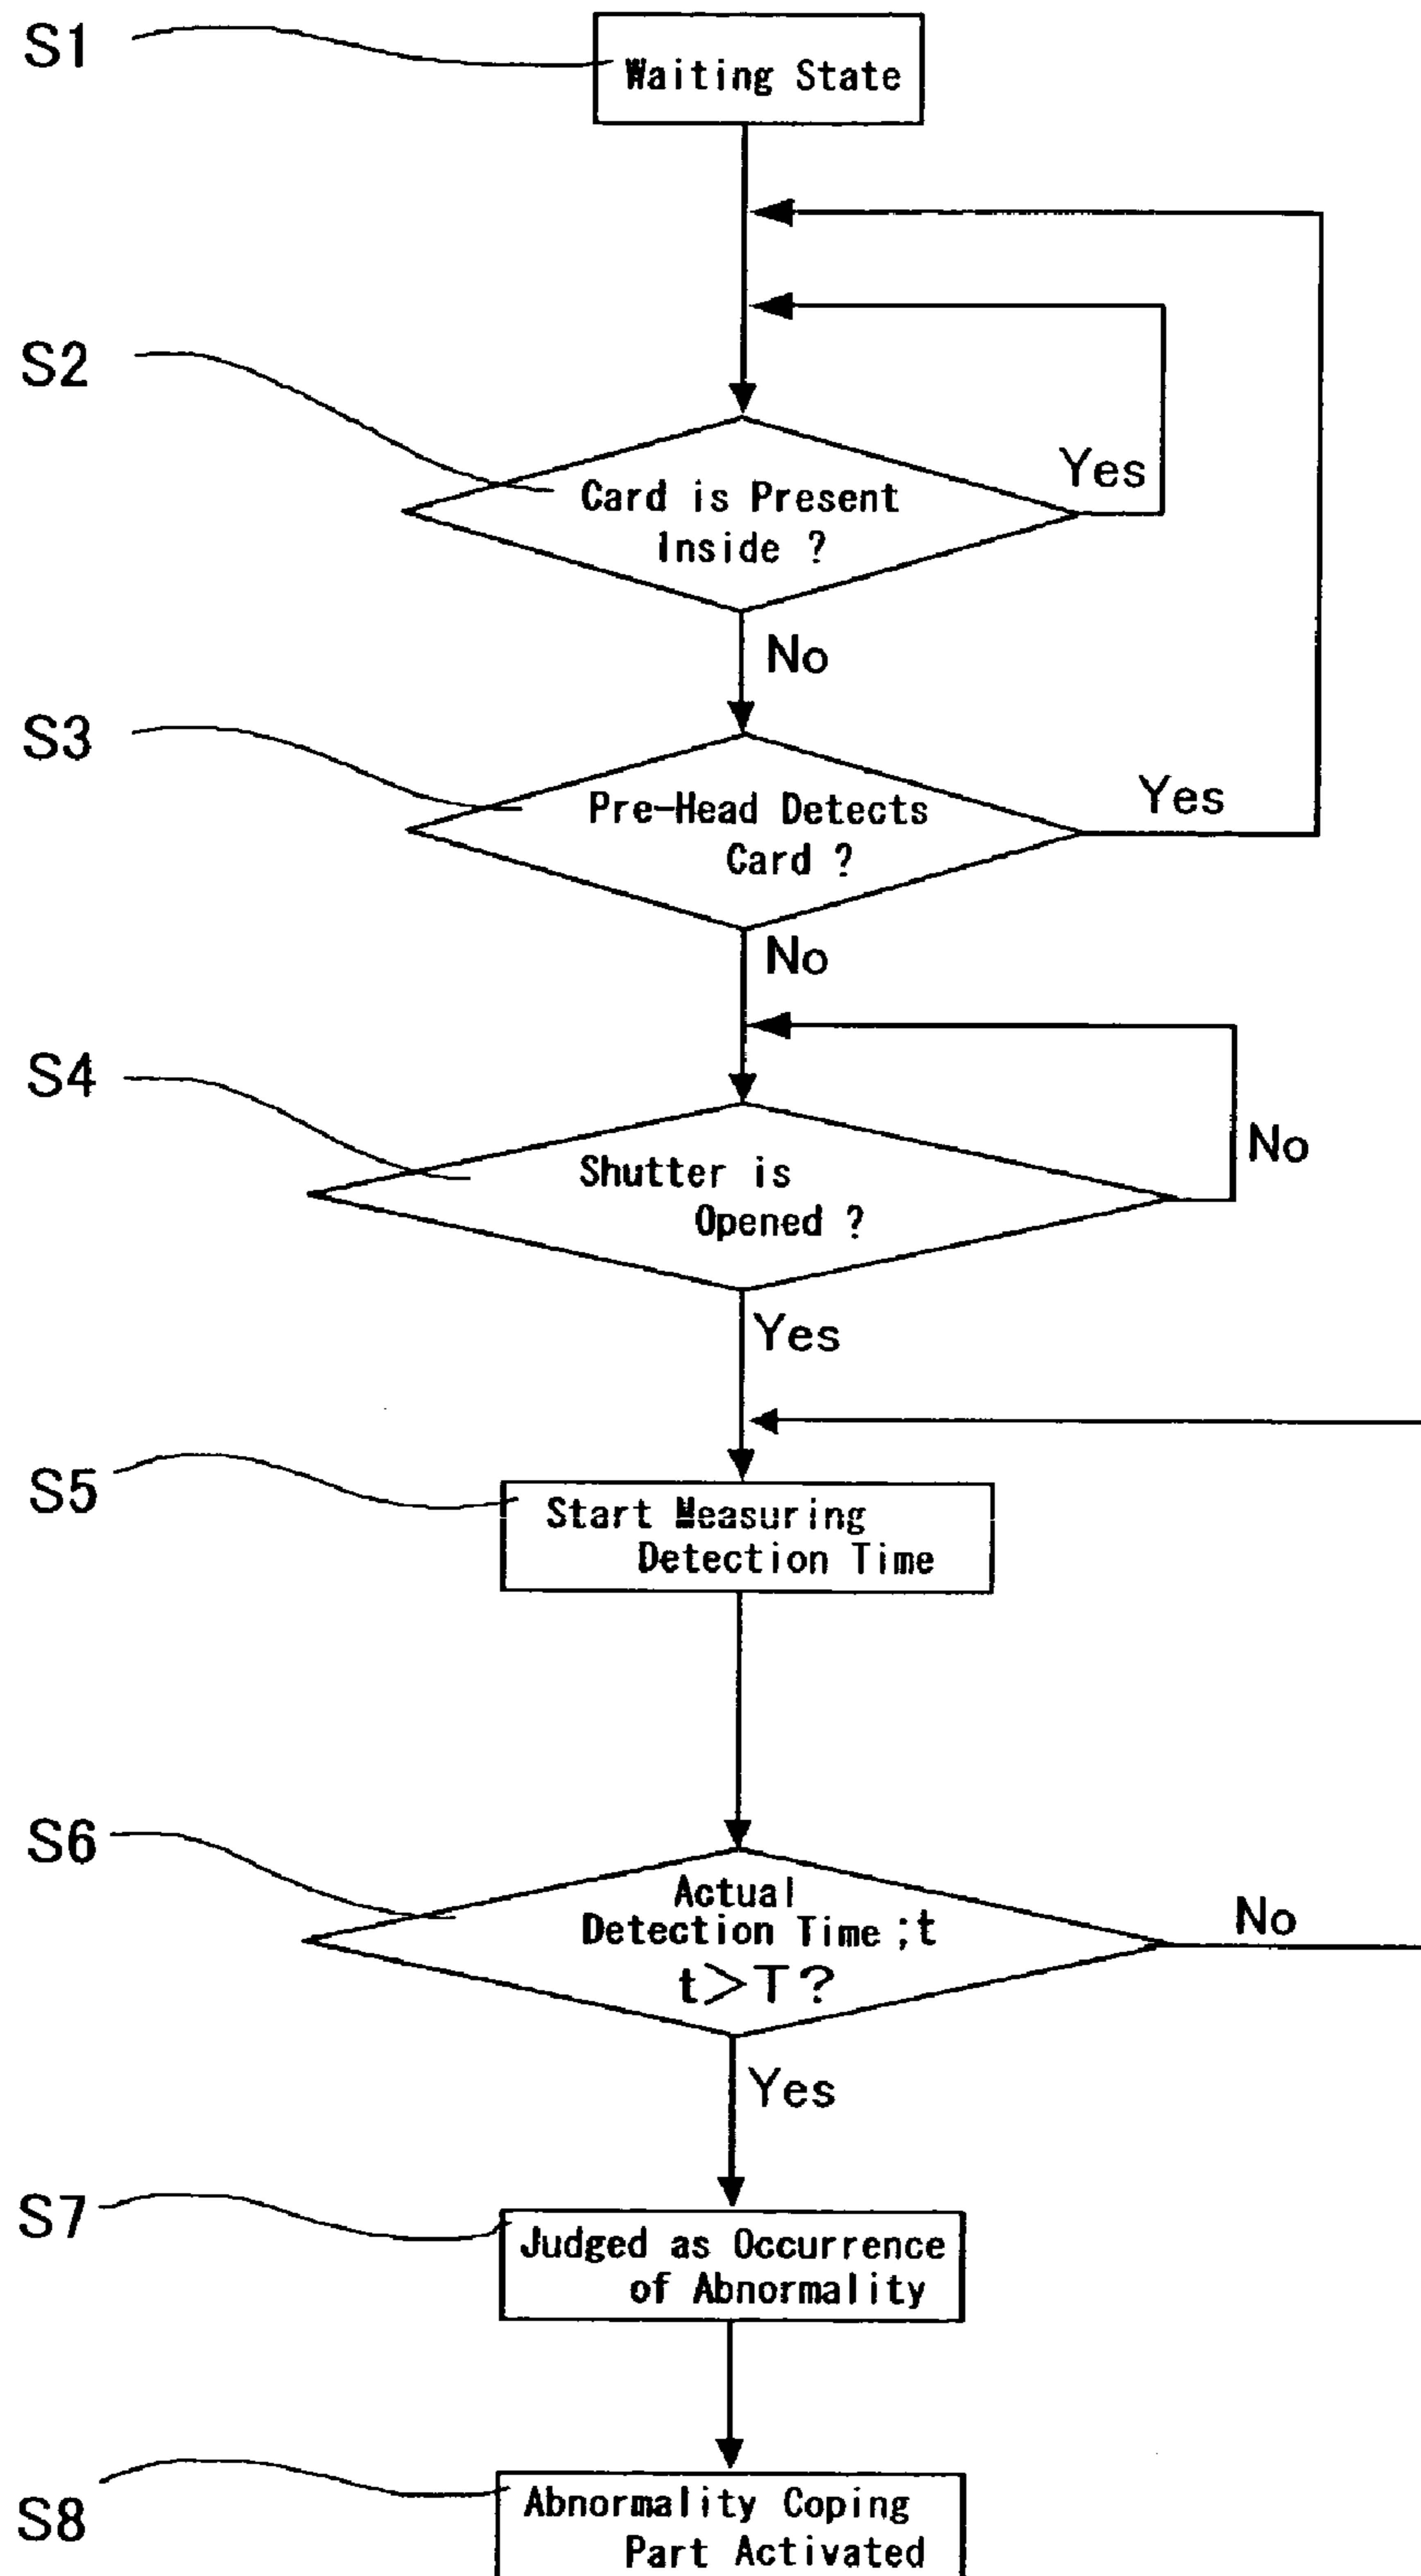 S1
Waiting State
S2
Yes
Card is Present
Inside ?
No
S3
Yes
Pre-Head Detects
Card ?
No
S4
No
Shutter is
Opened ?
Yes
S5
Start Measuring
Detection Time
S6
Actual
No
Detection Time ;t
t>T?
Yes
S7
Judged as Occurrence
of Abnormality
S8
Abnormality Coping
Part Activated